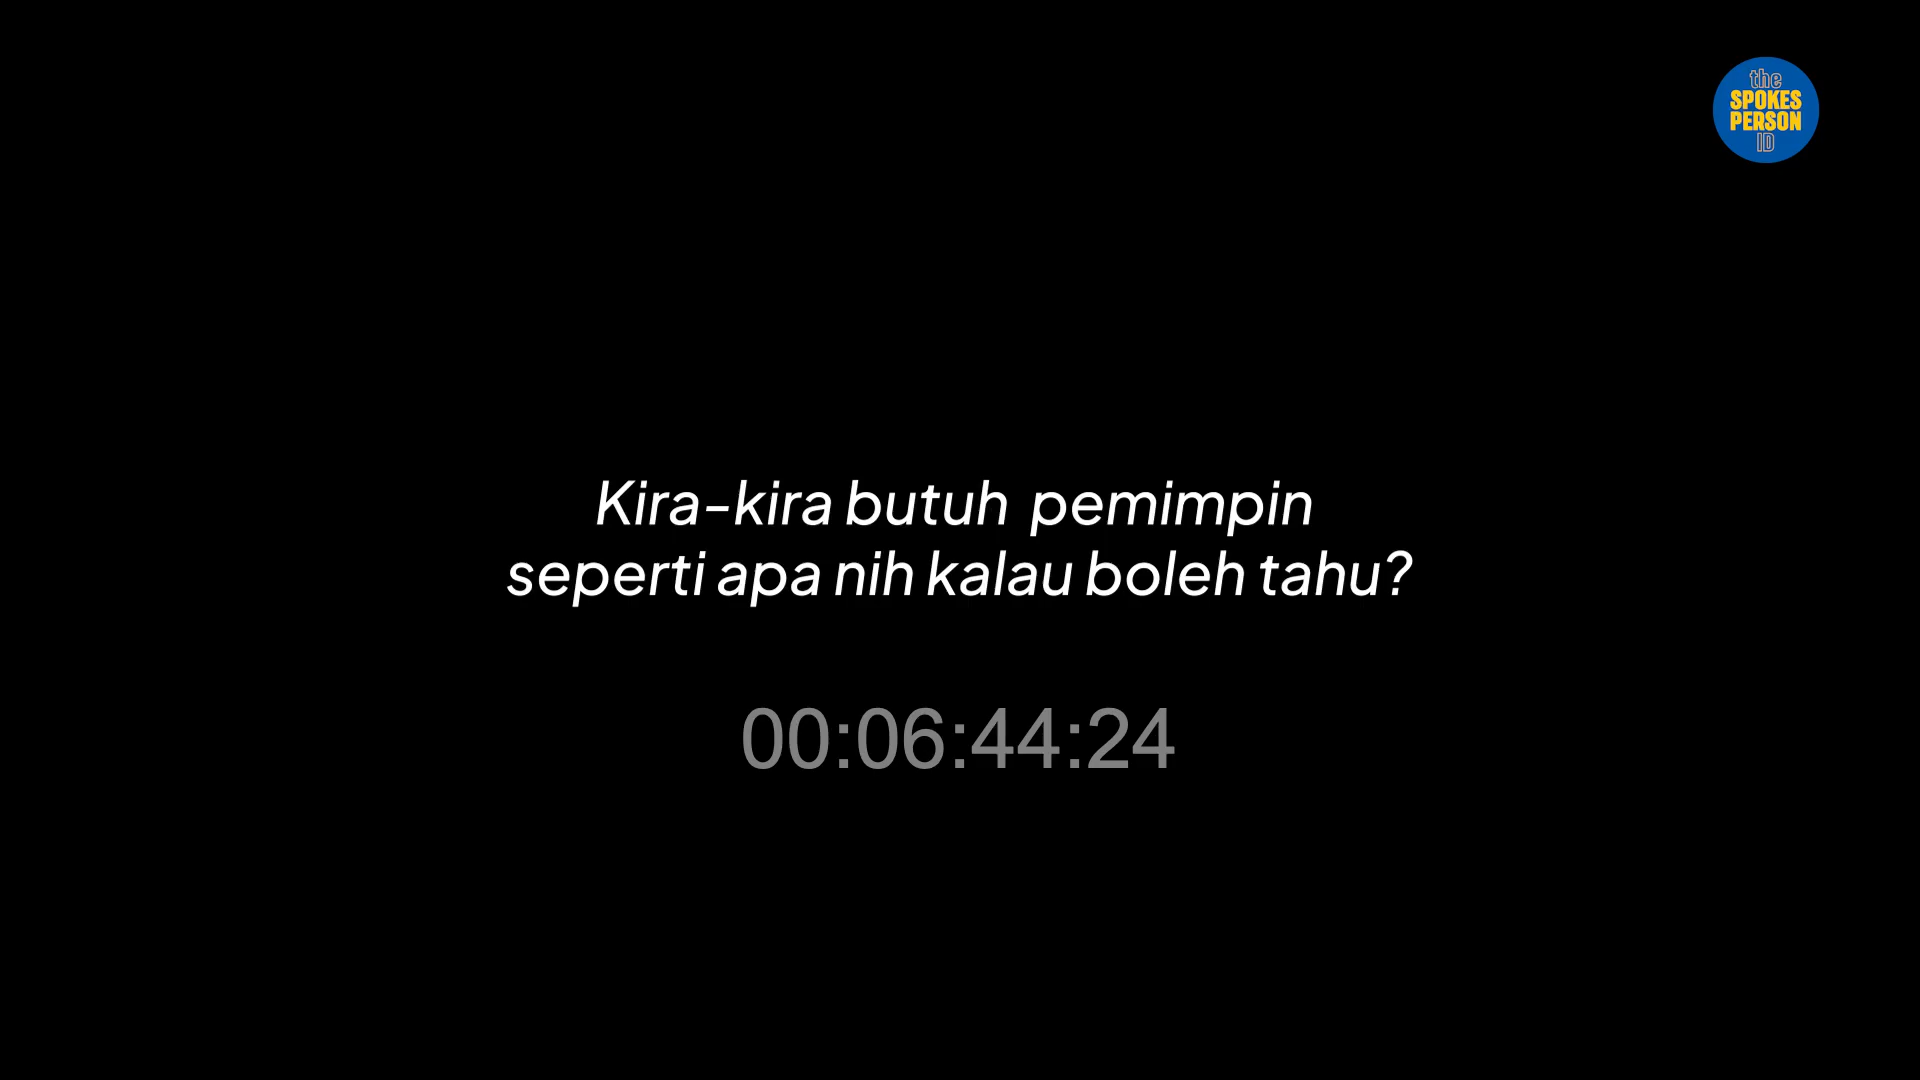 the
SPOKES
PERSON
ID
Kira-kira butuh pemimpin
seperti apa nih kalau boleh tahu?
00:06:44:24